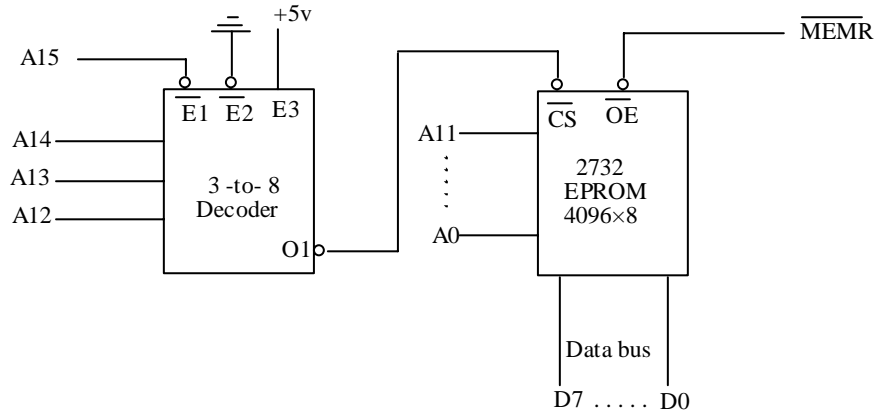 +5v
MEMR
A15
E1 E2 E3
CS OE
A14
A11
A13
3 -to- 8
2732
EPROM
A12
Decoder
4096×8
O1
A0
Data bus
D7 . . . . . D0